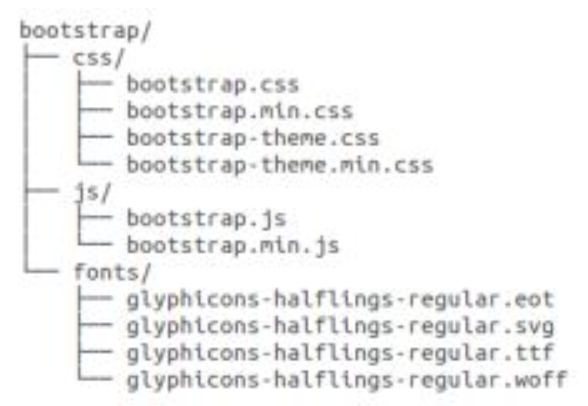 bootstrap/
├── css/
│   ├── bootstrap.css
│   ├── bootstrap.min.css
│   ├── bootstrap-theme.css
│   └── bootstrap-theme.min.css
├── js/
│   ├── bootstrap.js
│   └── bootstrap.min.js
└── fonts/
    ├── glyphicons-halflings-regular.eot
    ├── glyphicons-halflings-regular.svg
    ├── glyphicons-halflings-regular.ttf
    └── glyphicons-halflings-regular.woff